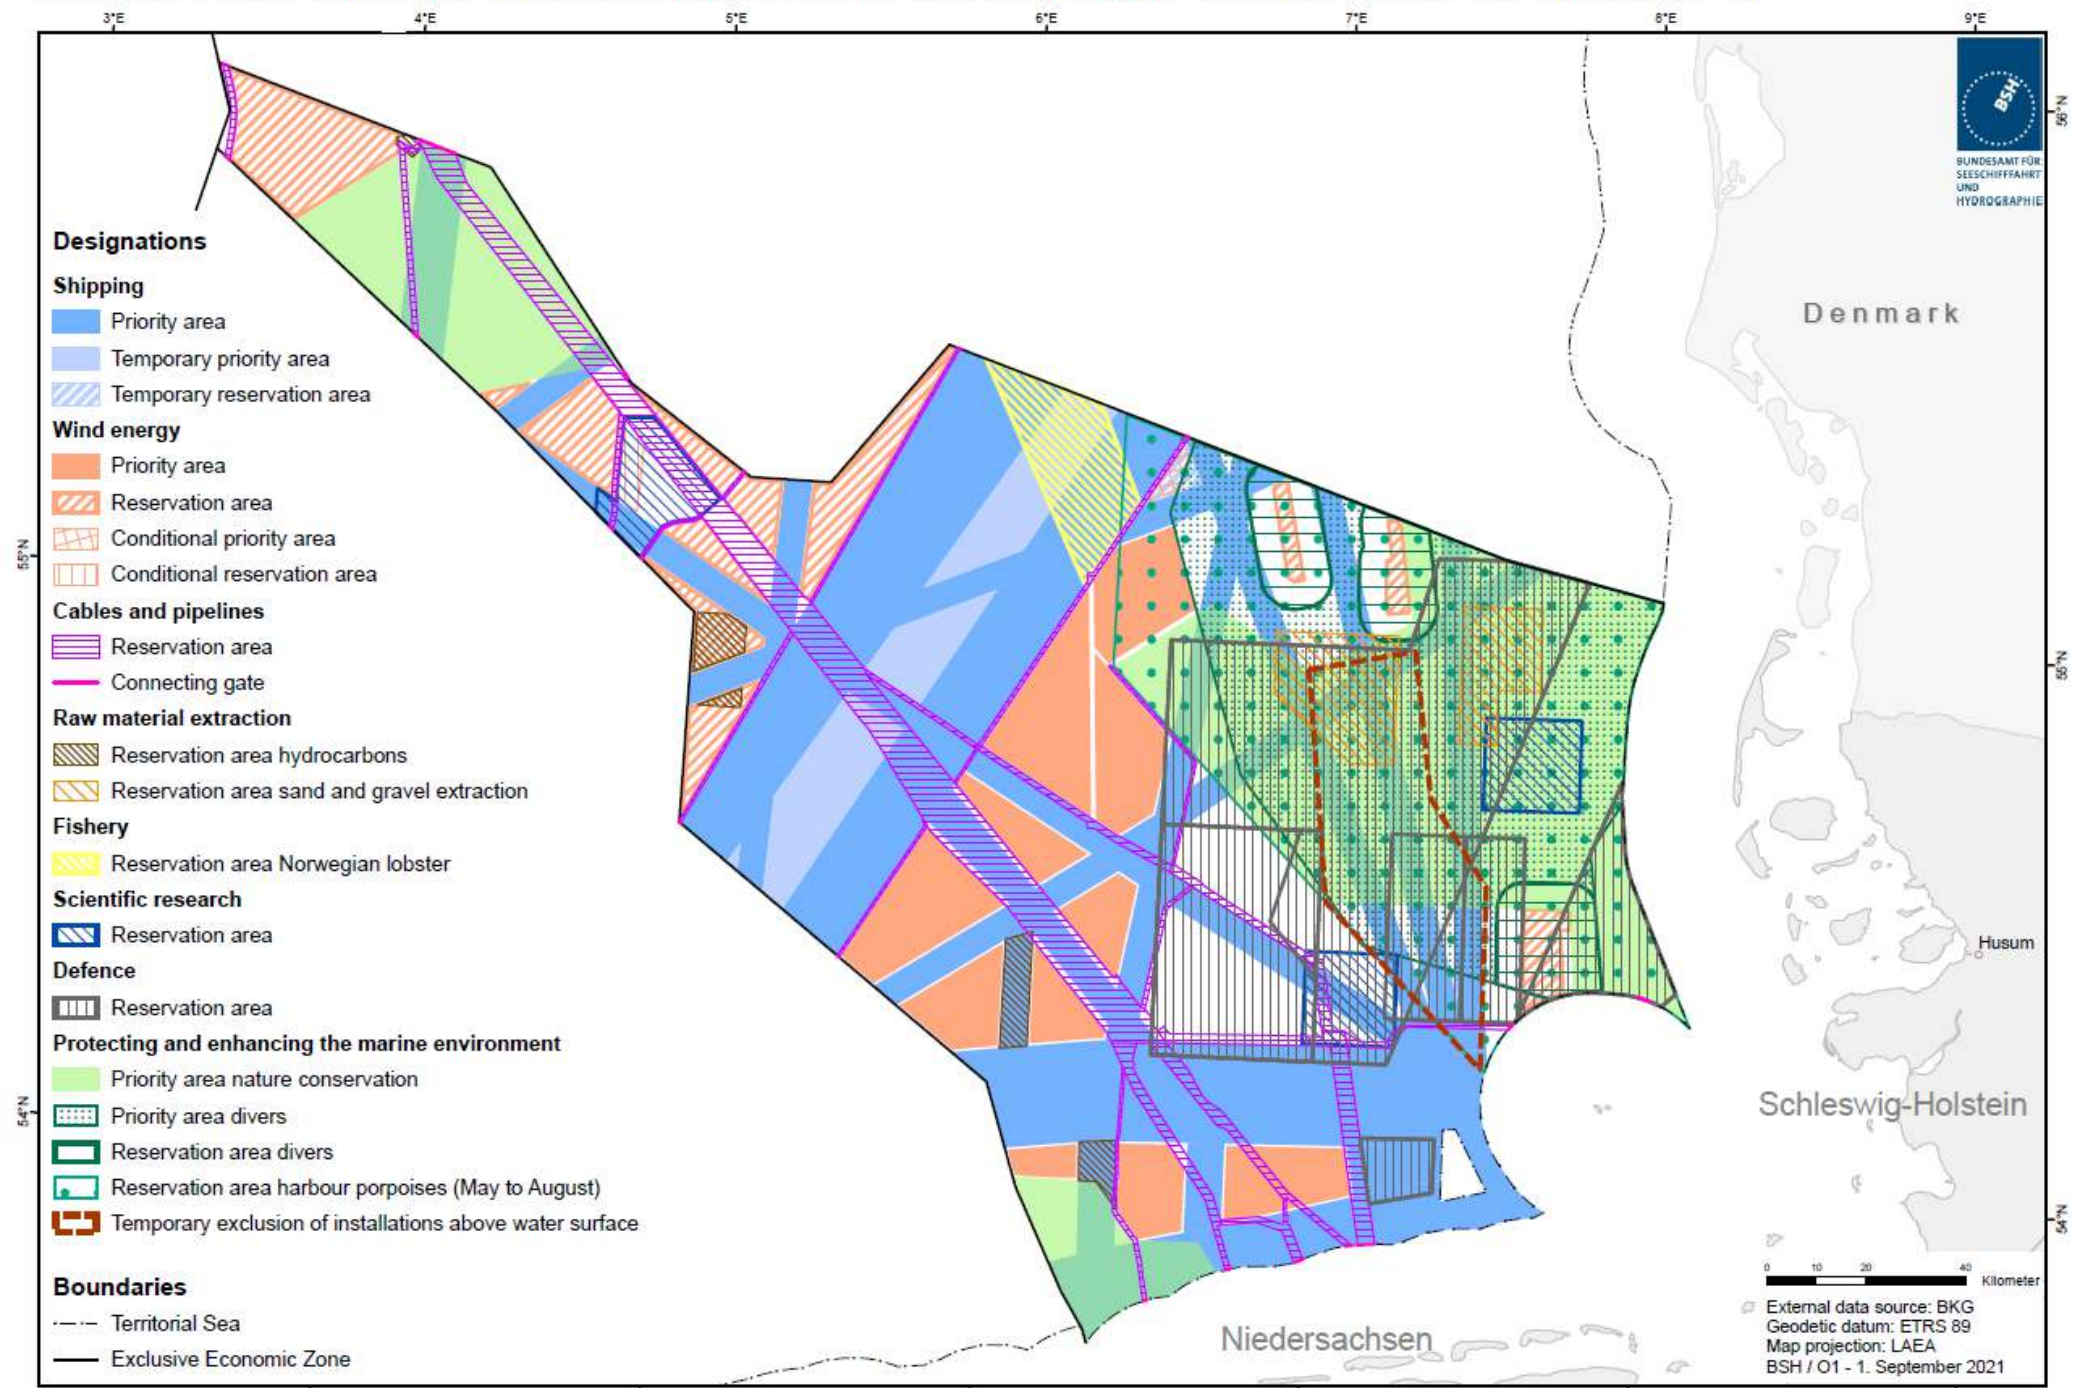 3°E 4°E 5°E 6°E 7°E 8°E 9°E
BSH
BUNDESAMT FÜR
SEESCHIFFFAHRT
UND
HYDROGRAPHIE
56°N
55°N
55°N
54°N
54°N
Designations
Shipping
Priority area
Temporary priority area
Temporary reservation area
Wind energy
Priority area
Reservation area
Conditional priority area
Conditional reservation area
Cables and pipelines
Reservation area
Connecting gate
Raw material extraction
Reservation area hydrocarbons
Reservation area sand and gravel extraction
Fishery
Reservation area Norwegian lobster
Scientific research
Reservation area
Defence
Reservation area
Protecting and enhancing the marine environment
Priority area nature conservation
Priority area divers
Reservation area divers
Reservation area harbour porpoises (May to August)
Temporary exclusion of installations above water surface
Boundaries
Territorial Sea
Exclusive Economic Zone
Denmark
Husum
Schleswig-Holstein
Niedersachsen
0 10 20 40
Kilometer
External data source: BKG
Geodetic datum: ETRS 89
Map projection: LAEA
BSH / O1 - 1. September 2021